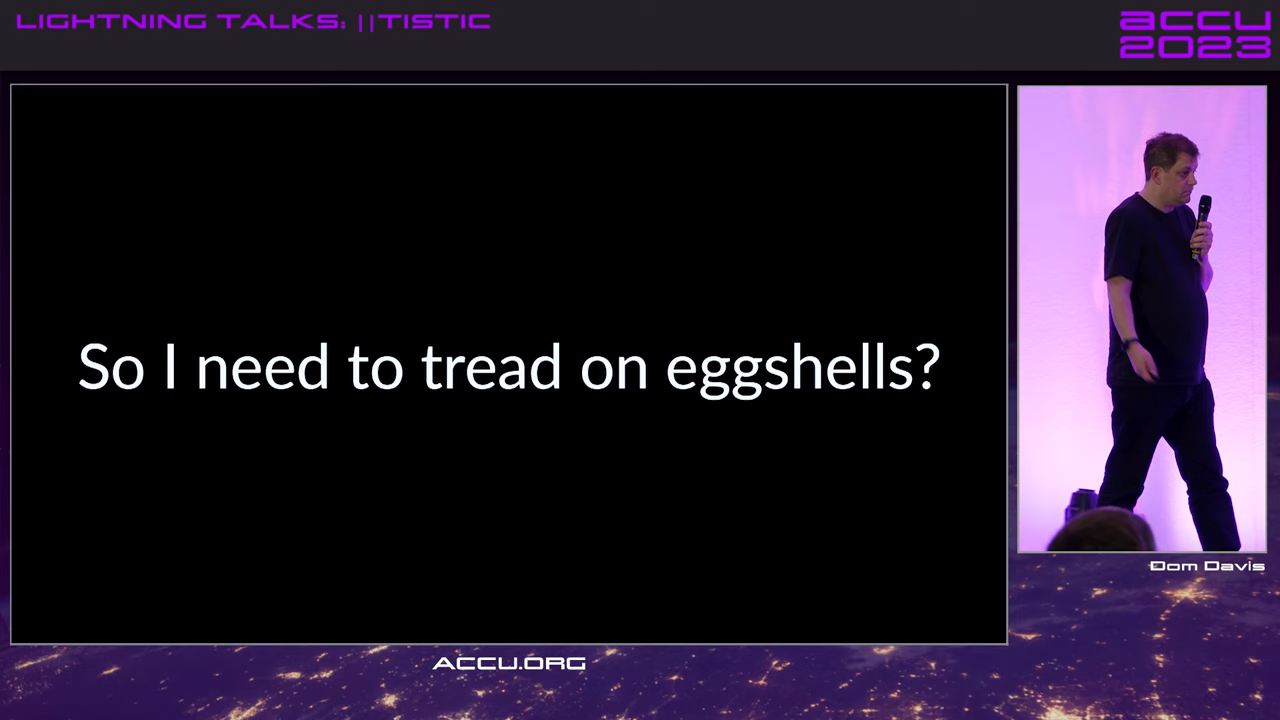 LIGHTNING TALKS: ||TISTIC
accu
2023
So I need to tread on eggshells?
Dom Davis
ACCU.ORG